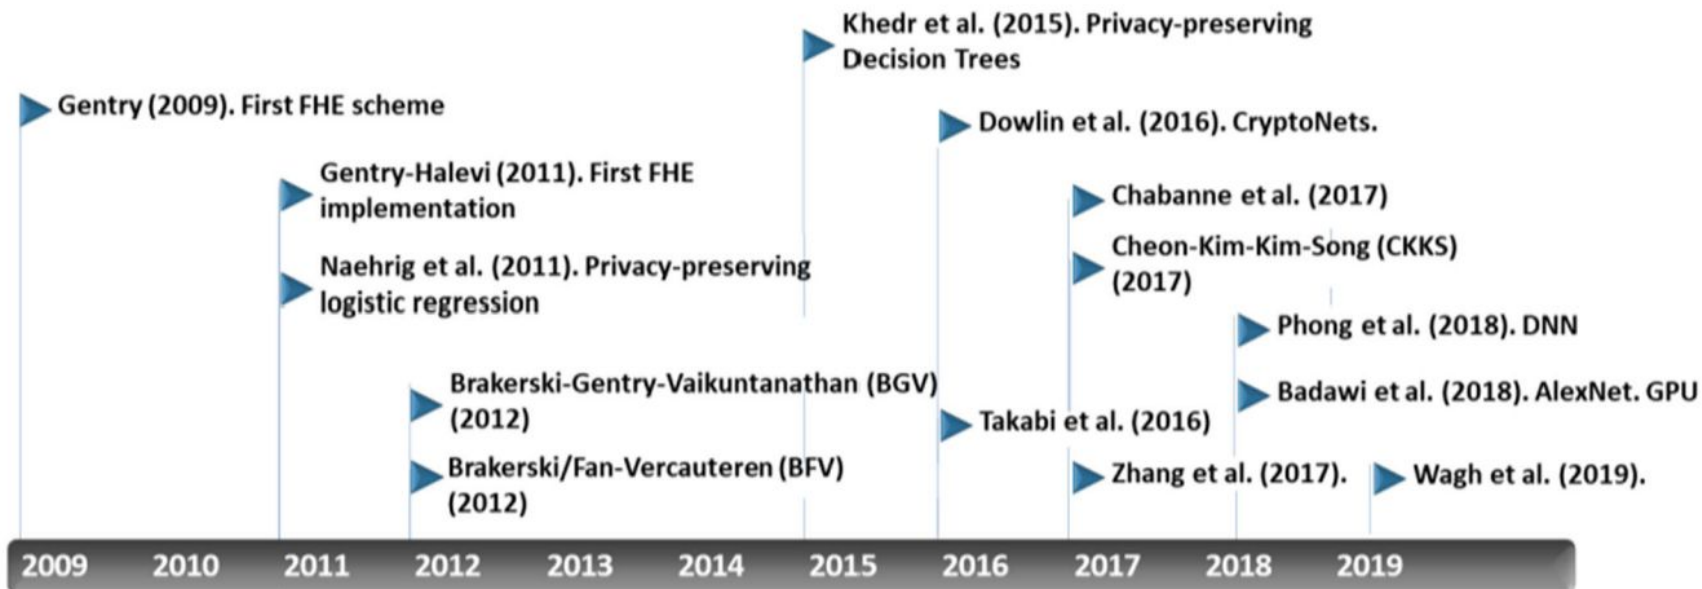 Khedr et al. (2015). Privacy-preserving
Decision Trees
Gentry (2009). First FHE scheme
Dowlin et al. (2016). CryptoNets.
Gentry-Halevi (2011). First FHE
implementation
Chabanne et al. (2017)
Cheon-Kim-Kim-Song (CKKS)
(2017)
Naehrig et al. (2011). Privacy-preserving
logistic regression
Phong et al. (2018). DNN
Brakerski-Gentry-Vaikuntanathan (BGV)
(2012)
Badawi et al. (2018). AlexNet. GPU
Takabi et al. (2016)
Brakerski/Fan-Vercauteren (BFV)
(2012)
Zhang et al. (2017).
Wagh et al. (2019).
2009 2010 2011 2012 2013 2014 2015 2016 2017 2018 2019